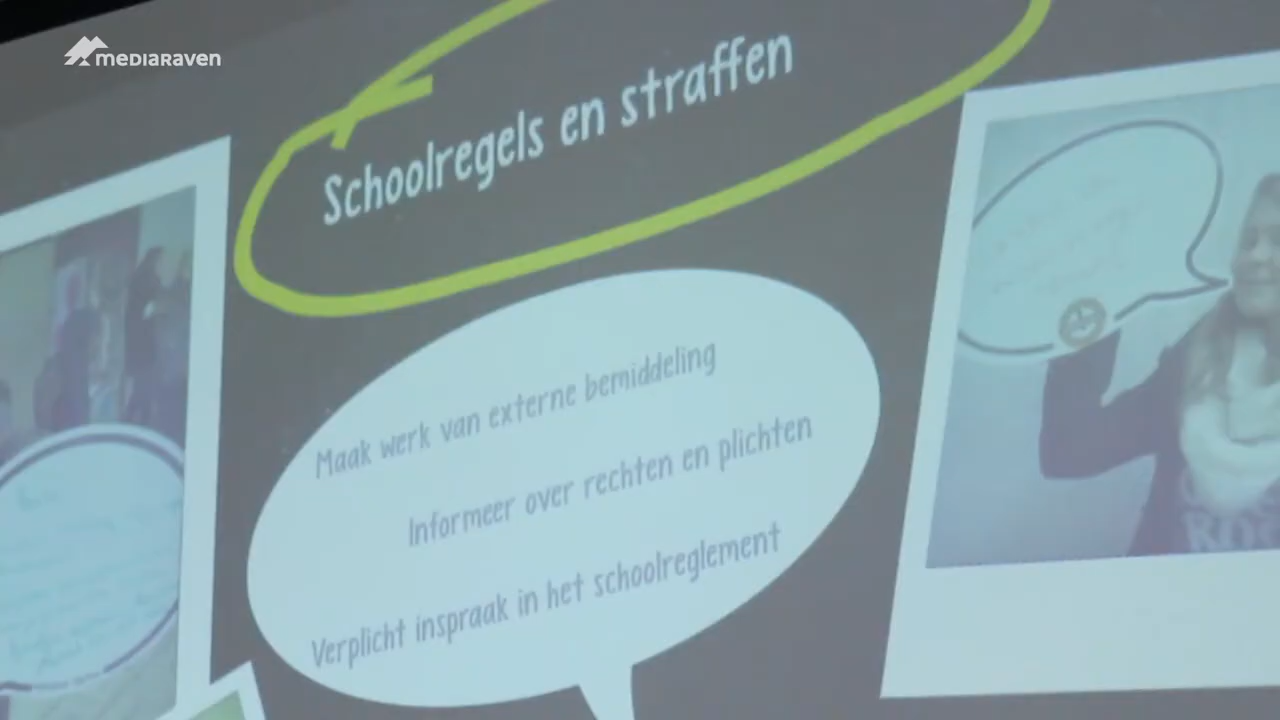 mediaraven
Schoolregels en straffen
Maak werk van externe bemiddeling
Informeer over rechten en plichten
Verplicht inspraak in het schoolreglement